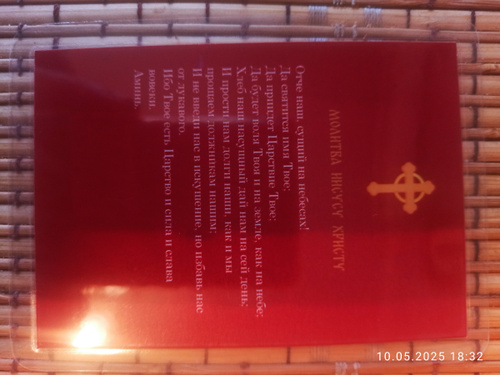 МОЛИТВА ИИСУСУ ХРИСТУ
Отче наш, сущий на небесах!
Да святится имя Твое;
Да приидет Царствие Твое;
Да будет воля Твоя и на земле, как на небе;
Хлеб наш насущный дай нам на сей день;
И прости нам долги наши, как и мы
прощаем должникам нашим;
И не введи нас в искушение, но избавь нас
от лукавого.
Ибо Твое есть Царство и сила и слава
вовеки.
Аминь.
10.05.2025 18:32